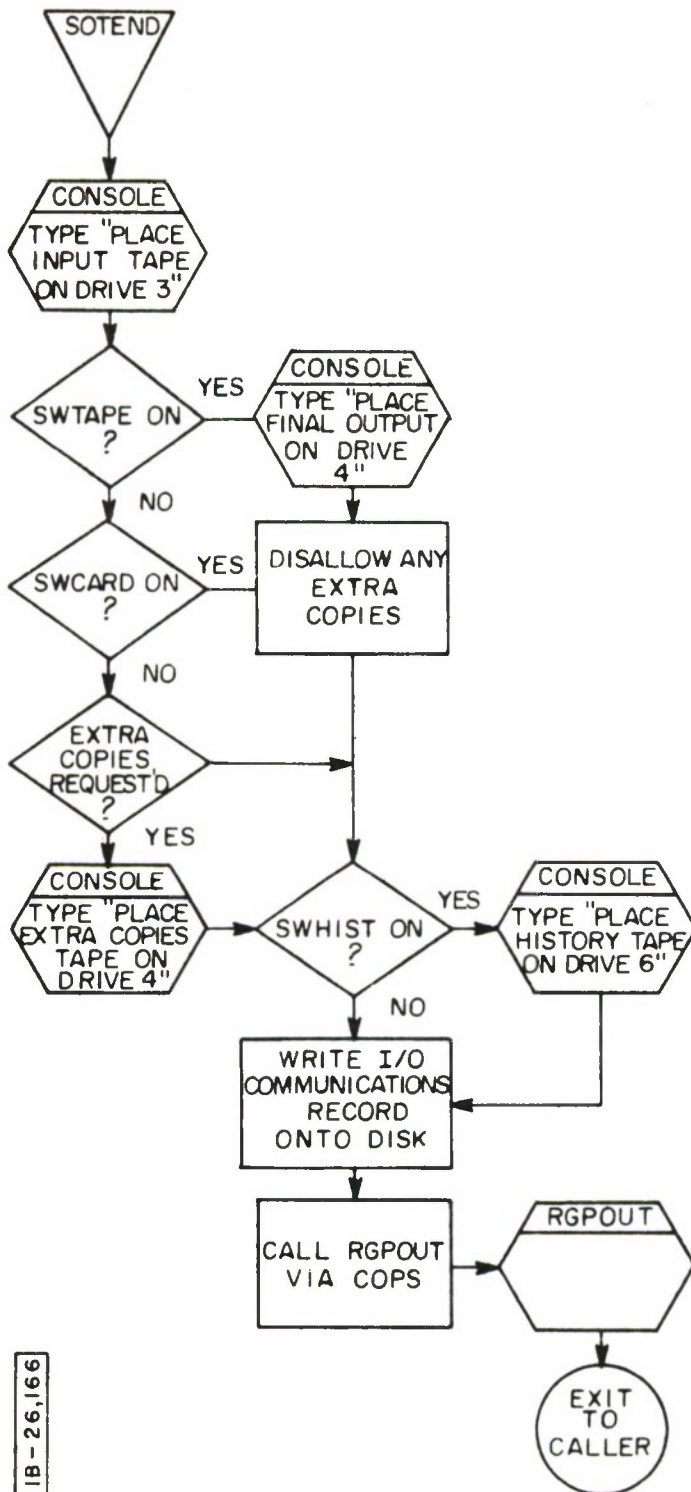 SOTEND
CONSOLE
TYPE "PLACE
INPUT TAPE
ON DRIVE 3"
SWTAPE ON
?
YES
CONSOLE
TYPE "PLACE
FINAL OUTPUT
ON DRIVE
4"
NO
SWCARD ON
?
YES
DISALLOW ANY
EXTRA
COPIES
NO
EXTRA
COPIES
REQUEST'D
?
YES
CONSOLE
TYPE "PLACE
EXTRA COPIES
TAPE ON
DRIVE 4"
SWHIST ON
?
YES
CONSOLE
TYPE "PLACE
HISTORY TAPE
ON DRIVE 6"
NO
WRITE I/O
COMMUNICATIONS
RECORD
ONTO DISK
CALL RGPOUT
VIA COPS
RGPOUT
EXIT
TO
CALLER
IB-26,166